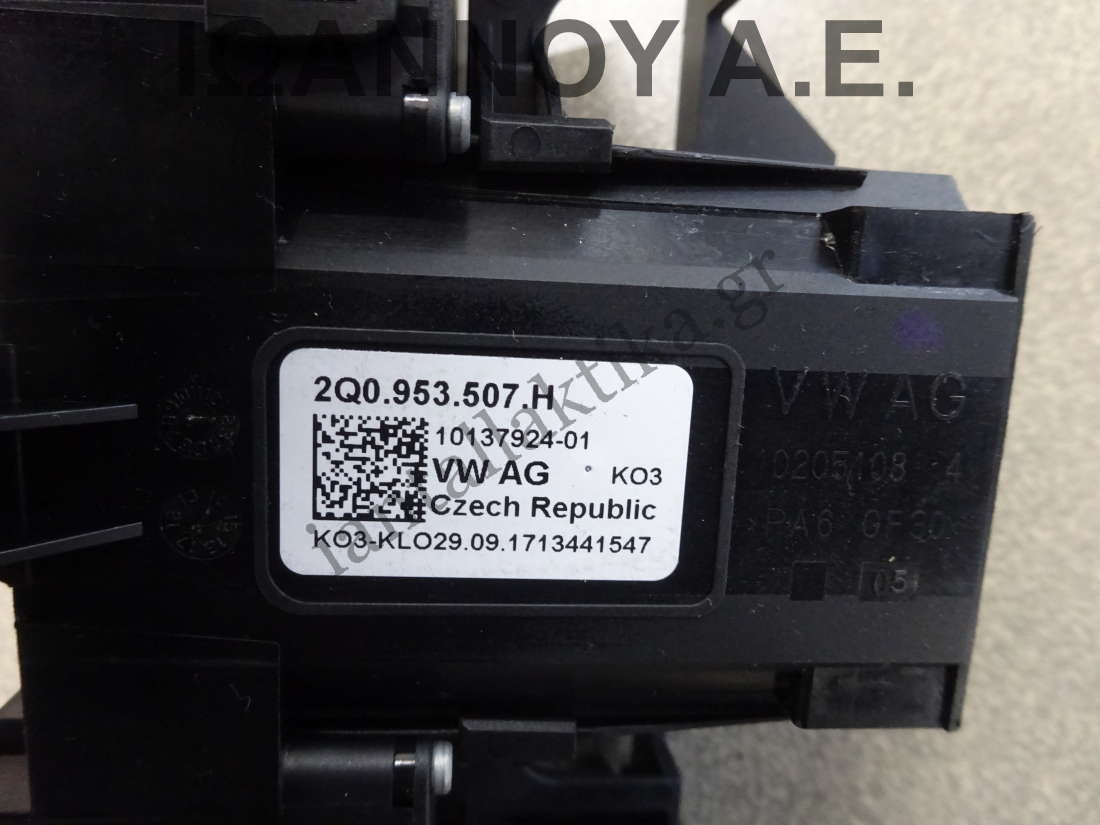 ΙΩΑΝΝΟΥ Α.Ε.
iantallaktika.gr
2Q0.953.507.H
10137924-01
VW AG KO3
Czech Republic
KO3-KLO29.09.1713441547
VW AG
0205108 4
PA6 GF30
05